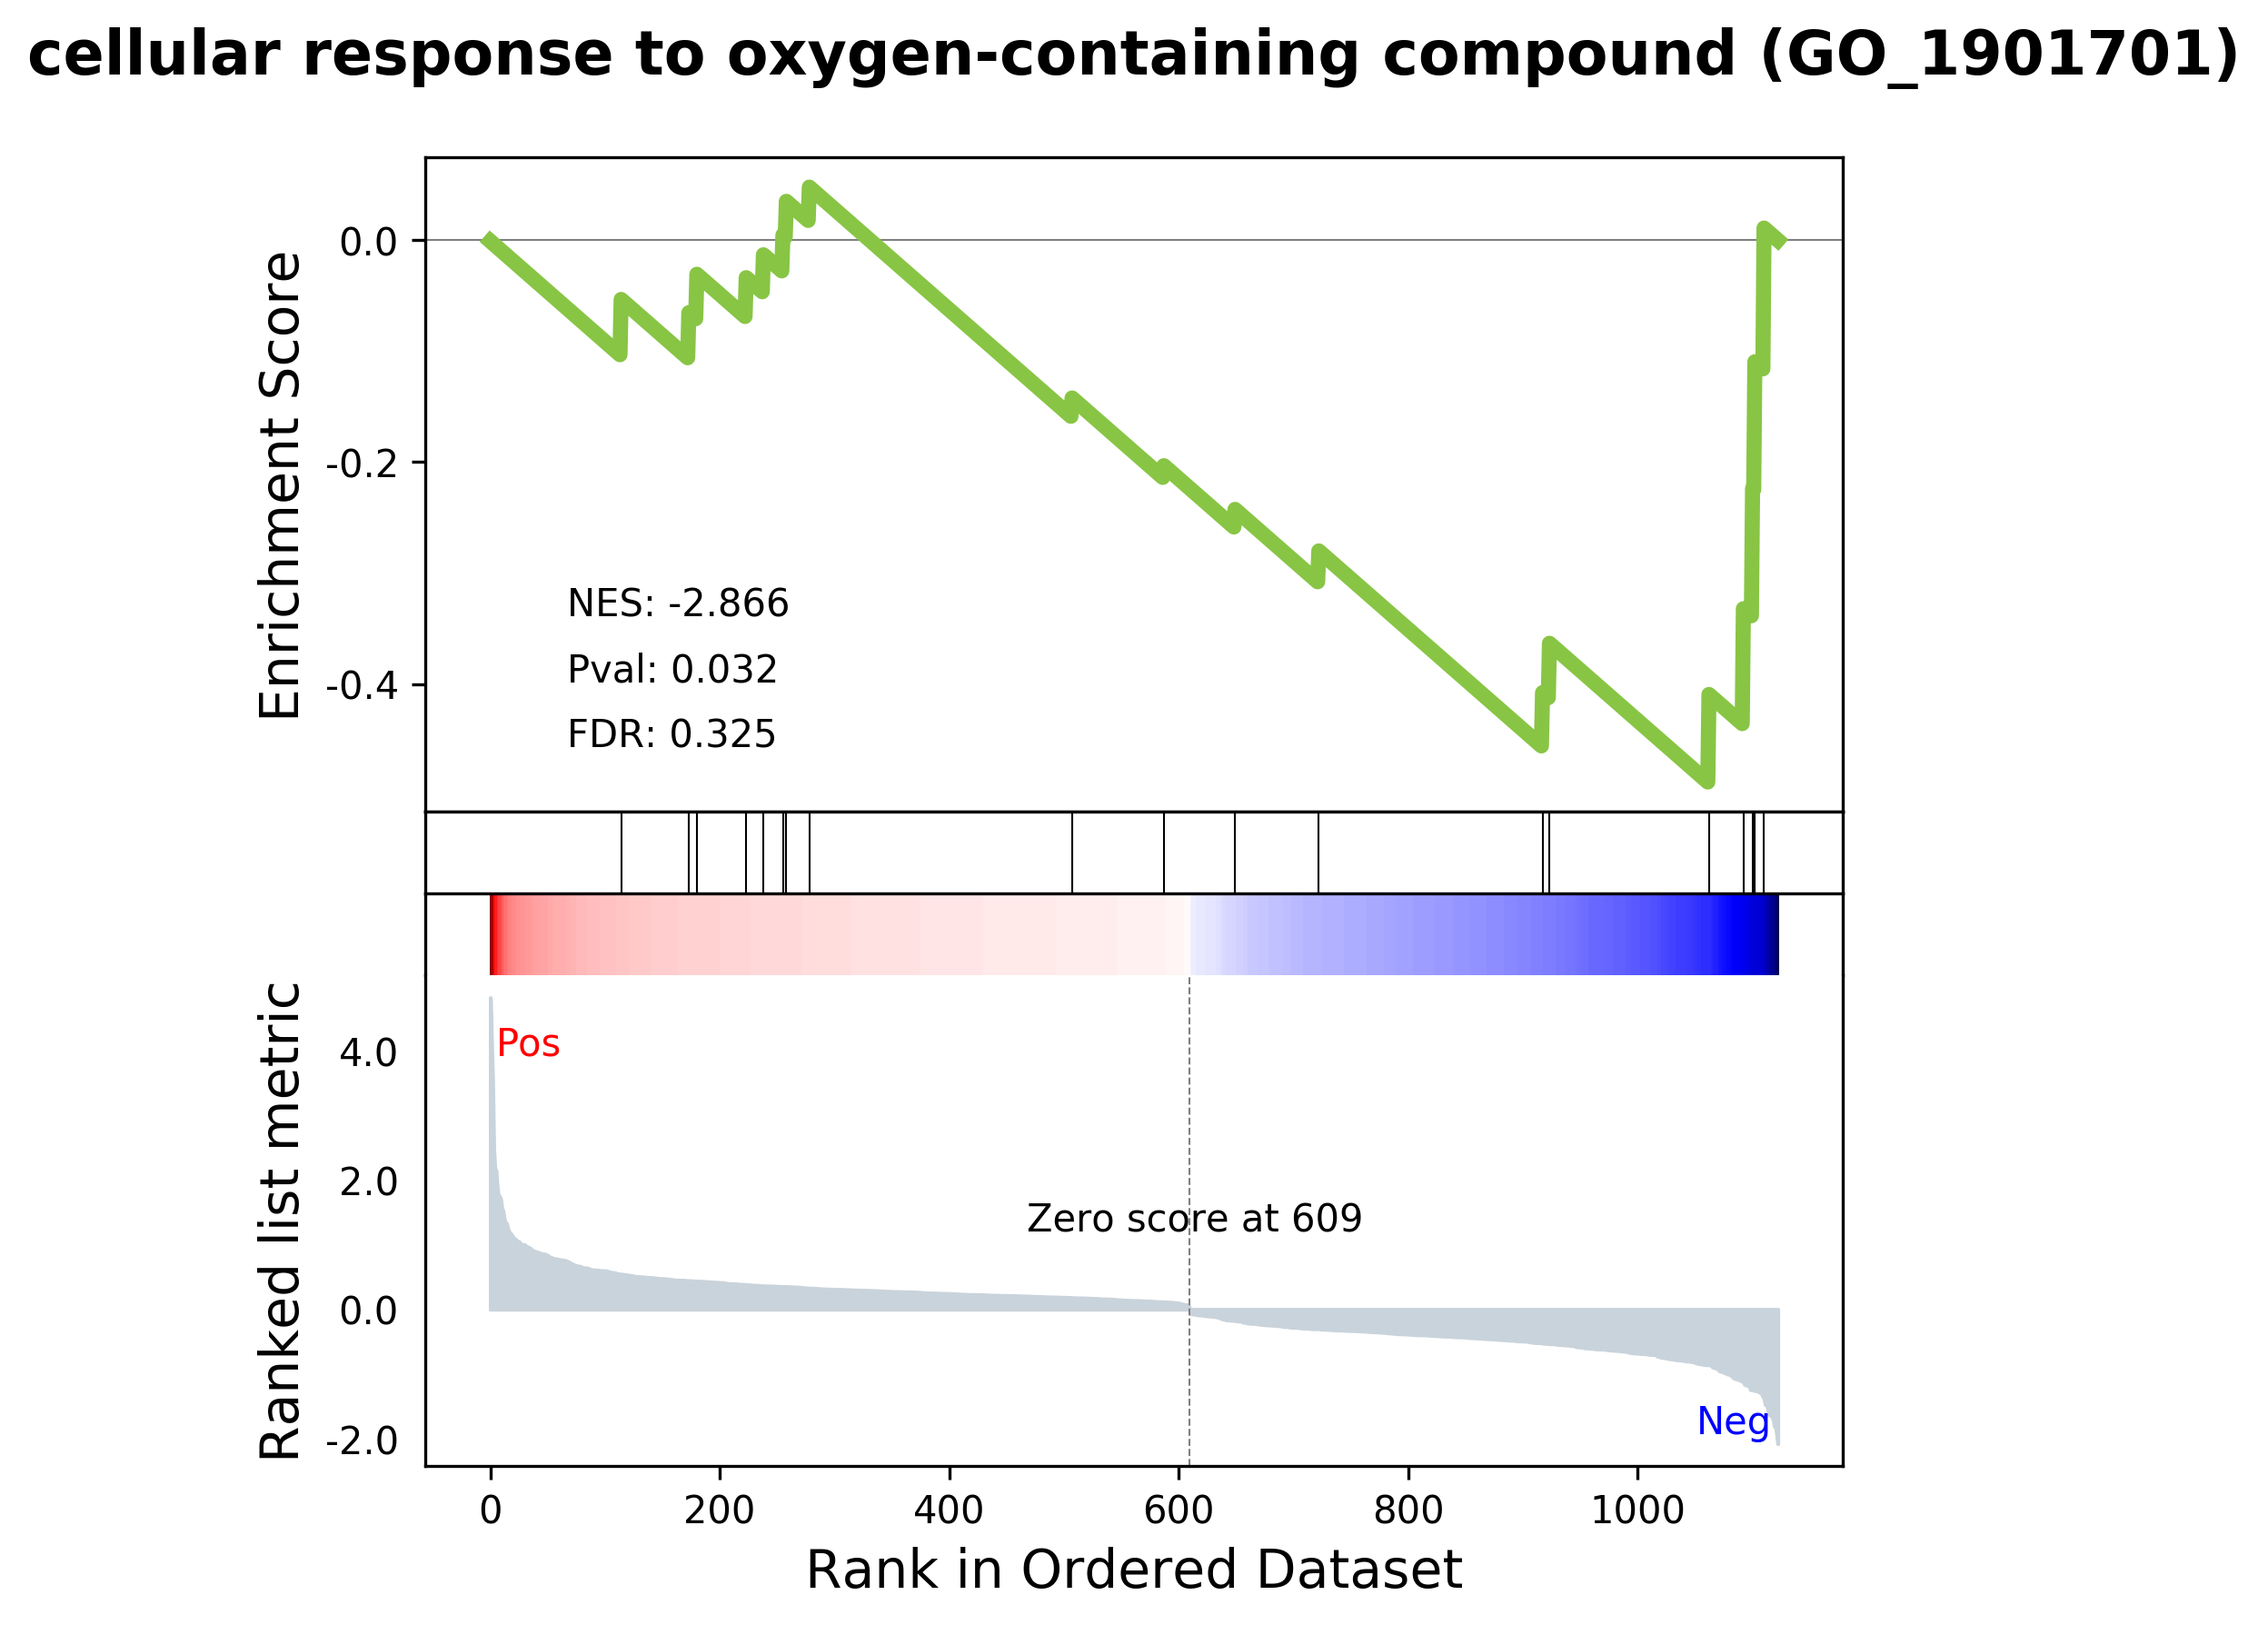 cellular response to oxygen-containing compound (GO_1901701)
Enrichment Score
0.0
-0.2
-0.4
NES: -2.866
Pval: 0.032
FDR: 0.325
Ranked list metric
4.0
2.0
0.0
-2.0
Pos
Zero score at 609
Neg
0 200 400 600 800 1000
Rank in Ordered Dataset